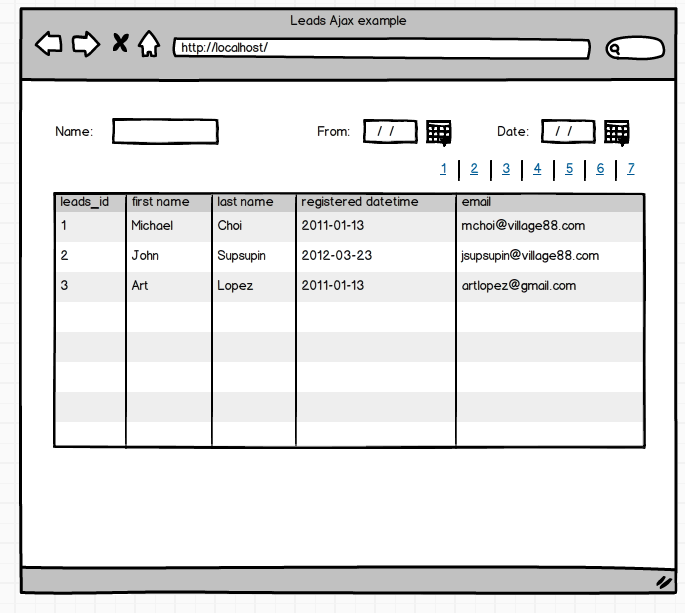 Leads Ajax example
http://localhost/
Name: From: / / Date: / /
1 2 3 4 5 6 7
leads_id first name last name registered datetime email
1 Michael Choi 2011-01-13 mchoi@village88.com
2 John Supsupin 2012-03-23 jsupsupin@village88.com
3 Art Lopez 2011-01-13 artlopez@gmail.com